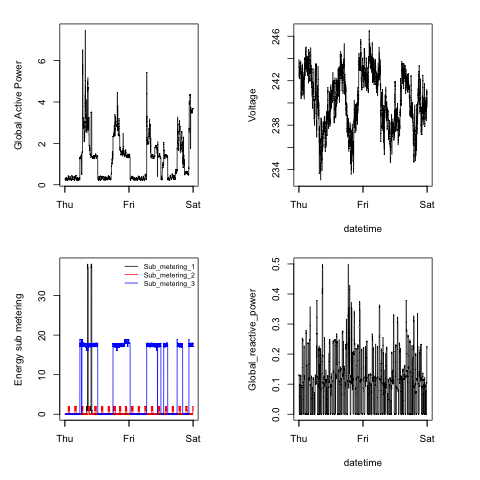 Global Active Power
0 2 4 6
Thu Fri Sat
Voltage
234 238 242 246
Thu Fri Sat
datetime
Energy sub metering
0 10 20 30
Sub_metering_1
Sub_metering_2
Sub_metering_3
Thu Fri Sat
Global_reactive_power
0.0 0.1 0.2 0.3 0.4 0.5
Thu Fri Sat
datetime